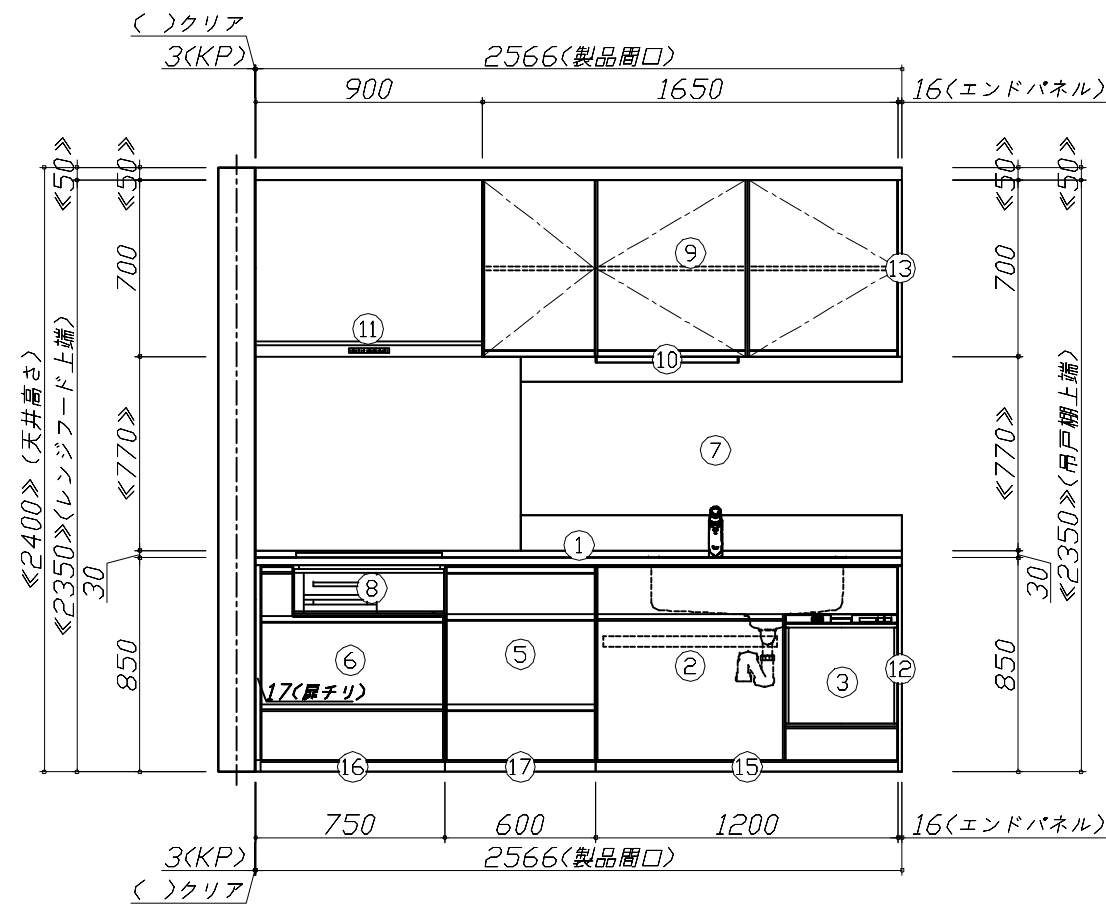 ( )クリア
3(KP)
2566(製品間口)
900
1650
16(エンドパネル)
≪50≫
≪50≫
≪50≫
≪50≫
700
700
9
13
11
10
≪2400≫(天井高さ)
≪2350≫(レンジフード上端)
≪770≫
≪770≫
≪2350≫(吊戸棚上端)
7
1
30
30
8
850
6
5
2
3
12
850
17(扉チリ)
16
17
15
750
600
1200
16(エンドパネル)
3(KP)
2566(製品間口)
( )クリア